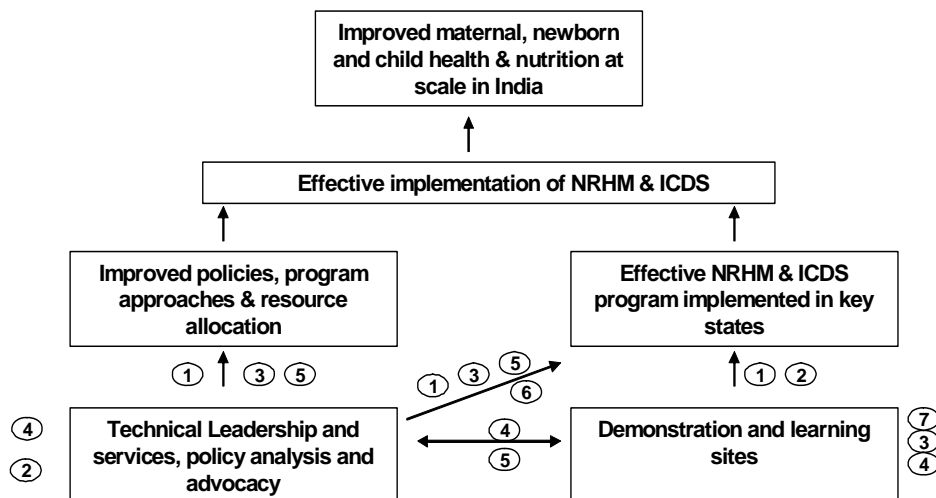 Improved maternal, newborn
and child health & nutrition at
scale in India
Effective implementation of NRHM & ICDS
Improved policies, program
approaches & resource
allocation
Effective NRHM & ICDS
program implemented in key
states
1 3 5
1 3 5
6
1 2
4
2
Technical Leadership and
services, policy analysis and
advocacy
4
5
Demonstration and learning
sites
7
3
4